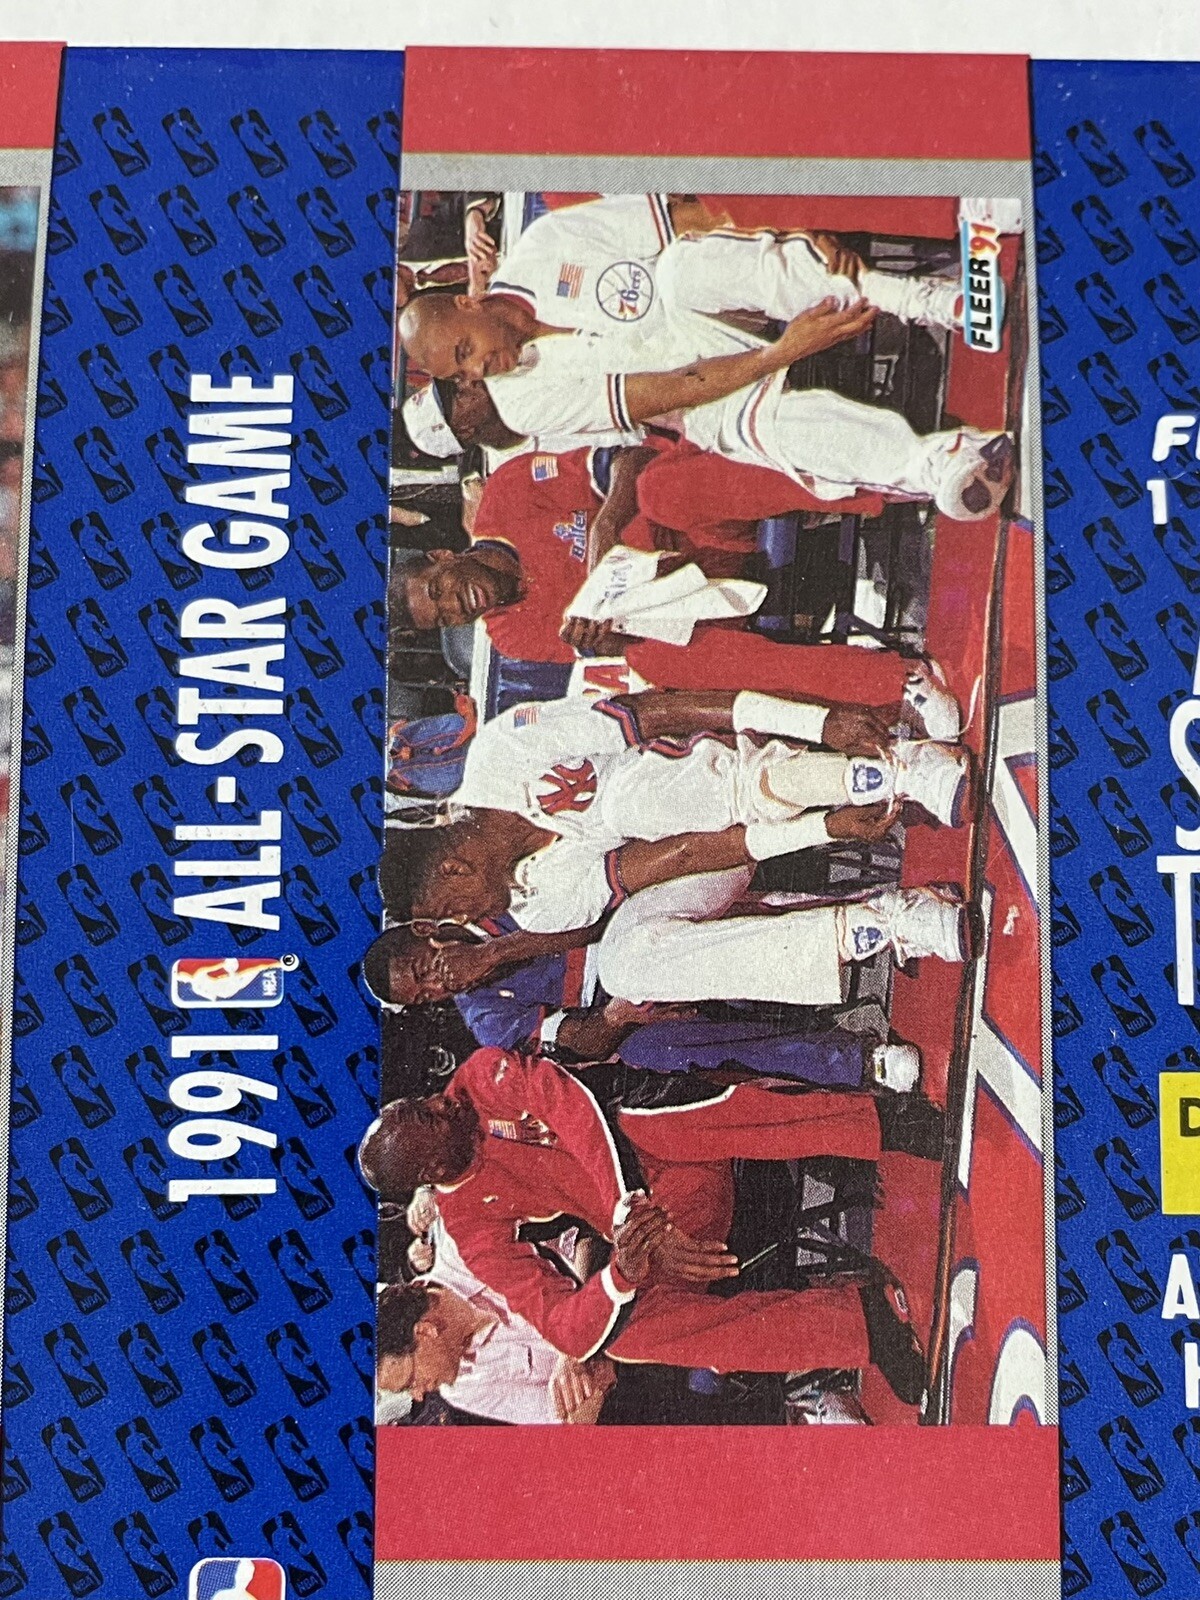 1991 NBA ALL-STAR GAME
FLEER '91
76ers
Bullets
NY